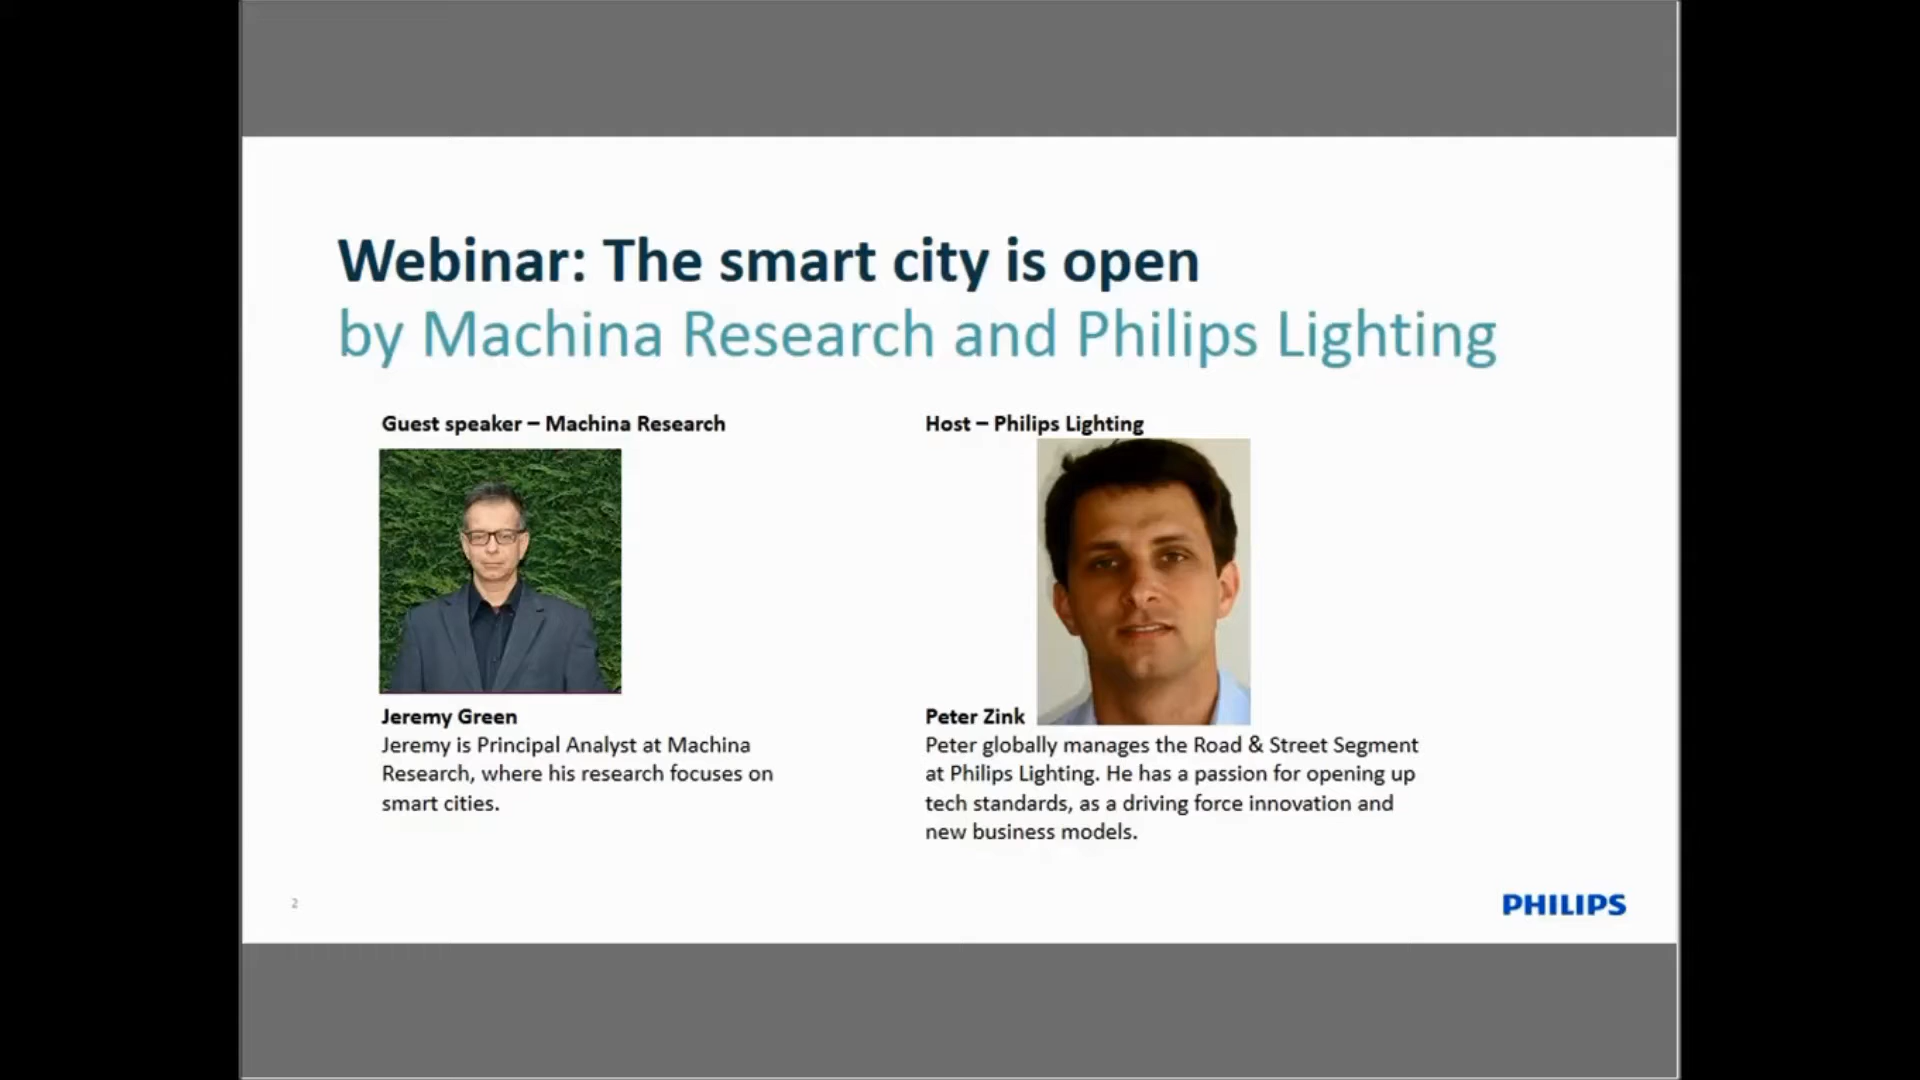 Webinar: The smart city is open
by Machina Research and Philips Lighting
Guest speaker – Machina Research
Jeremy Green
Jeremy is Principal Analyst at Machina
Research, where his research focuses on
smart cities.
Host – Philips Lighting
Peter Zink
Peter globally manages the Road & Street Segment
at Philips Lighting. He has a passion for opening up
tech standards, as a driving force innovation and
new business models.
2
PHILIPS